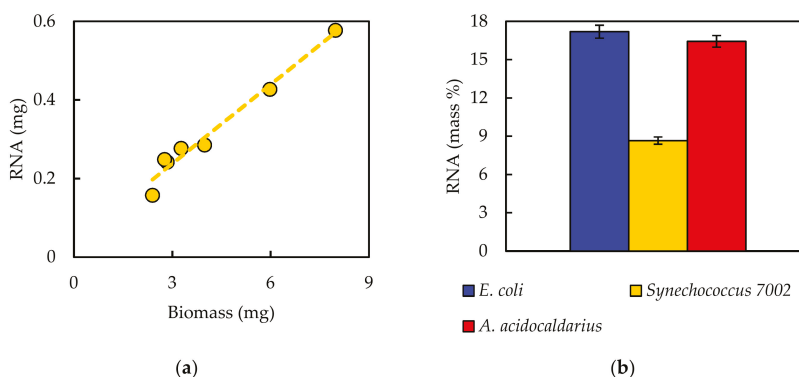 0.6
0.4
0.2
0
0
3
6
9
RNA (mg)
Biomass (mg)
(a)
18
15
12
9
6
3
0
RNA (mass %)
E. coli
Synechococcus 7002
A. acidocaldarius
(b)